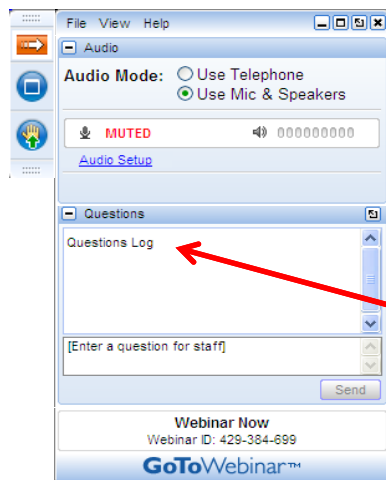 File View Help
Audio
Audio Mode: Use Telephone
Use Mic & Speakers
MUTED 000000000
Audio Setup
Questions
Questions Log
[Enter a question for staff]
Send
Webinar Now
Webinar ID: 429-384-699
GoToWebinar™